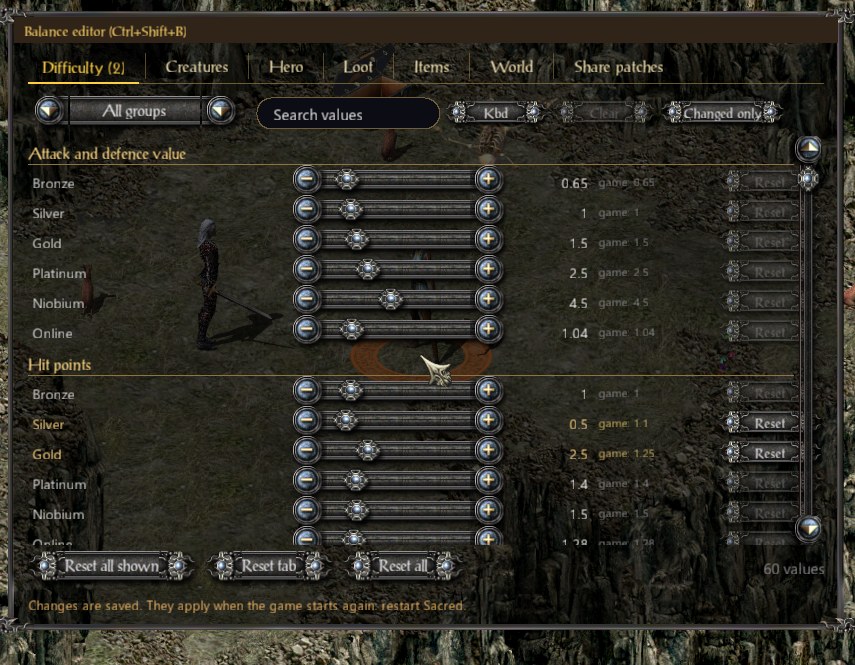 Balance editor (Ctrl+Shift+B)
Difficulty (2) Creatures Hero Loot Items World Share patches
All groups Search values Kbd Clear Changed only
Attack and defence value
Bronze 0.65 game: 0.65 Reset
Silver 1 game: 1 Reset
Gold 1.5 game: 1.5 Reset
Platinum 2.5 game: 2.5 Reset
Niobium 4.5 game: 4.5 Reset
Online 1.04 game: 1.04 Reset
Hit points
Bronze 1 game: 1 Reset
Silver 0.5 game: 1.1 Reset
Gold 2.5 game: 1.25 Reset
Platinum 1.4 game: 1.4 Reset
Niobium 1.5 game: 1.5 Reset
Online 1.28 game: 1.28
Reset all shown Reset tab Reset all 60 values
Changes are saved. They apply when the game starts again: restart Sacred.